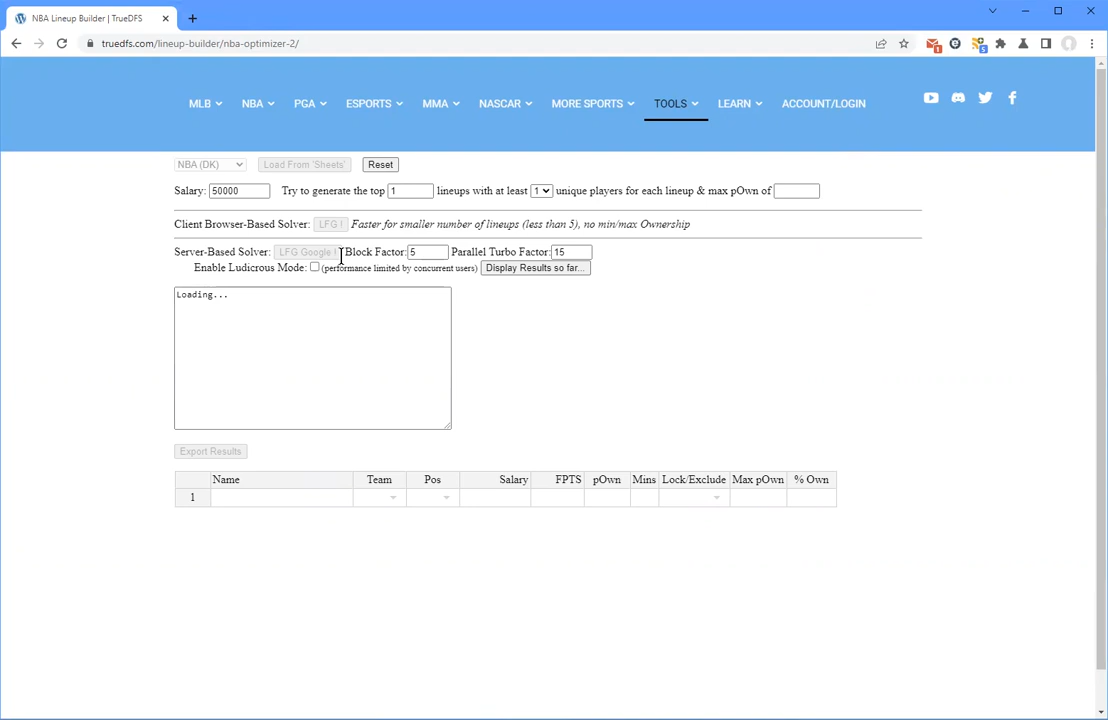 NBA Lineup Builder | TrueDFS
truedfs.com/lineup-builder/nba-optimizer-2/
1
5
MLB NBA PGA ESPORTS MMA NASCAR MORE SPORTS TOOLS LEARN ACCOUNT/LOGIN
NBA (DK) Load From 'Sheets' Reset
Salary: 50000 Try to generate the top 1 lineups with at least 1 unique players for each lineup & max pOwn of
Client Browser-Based Solver: LFG ! Faster for smaller number of lineups (less than 5), no min/max Ownership
Server-Based Solver: LFG Google ! Block Factor: 5 Parallel Turbo Factor: 15
Enable Ludicrous Mode: (performance limited by concurrent users) Display Results so far...
Loading...
Export Results
Name Team Pos Salary FPTS pOwn Mins Lock/Exclude Max pOwn % Own
1